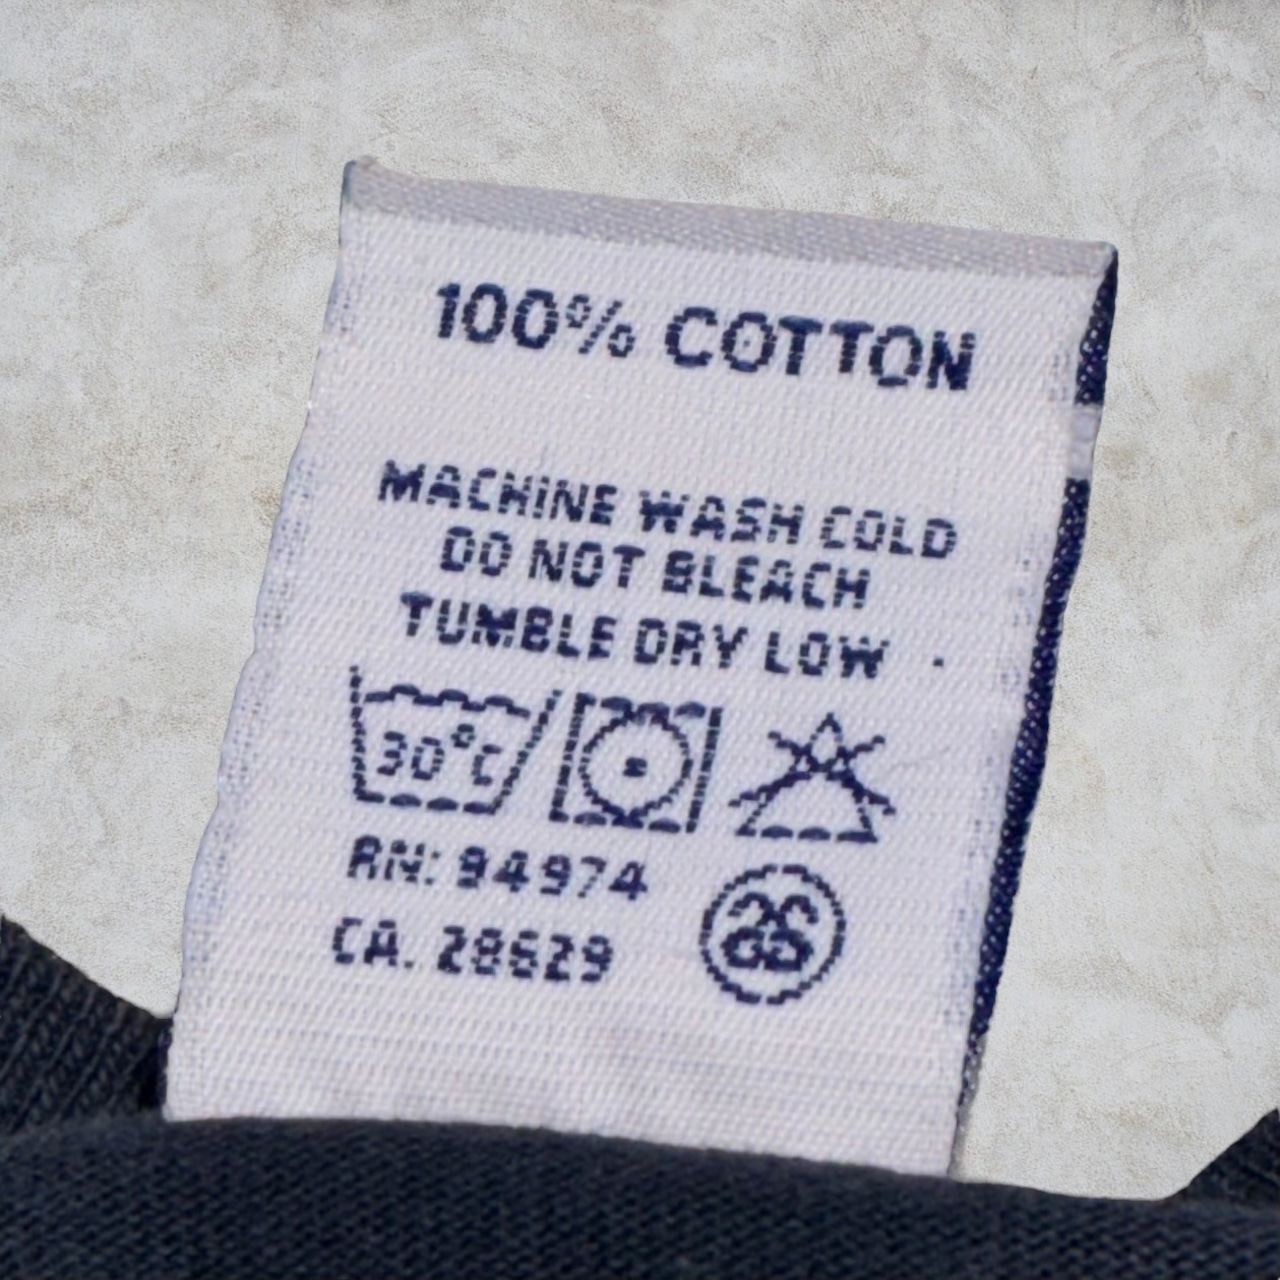 100% COTTON
MACHINE WASH COLD
DO NOT BLEACH
TUMBLE DRY LOW
30°C
RN: 94974
CA. 28629